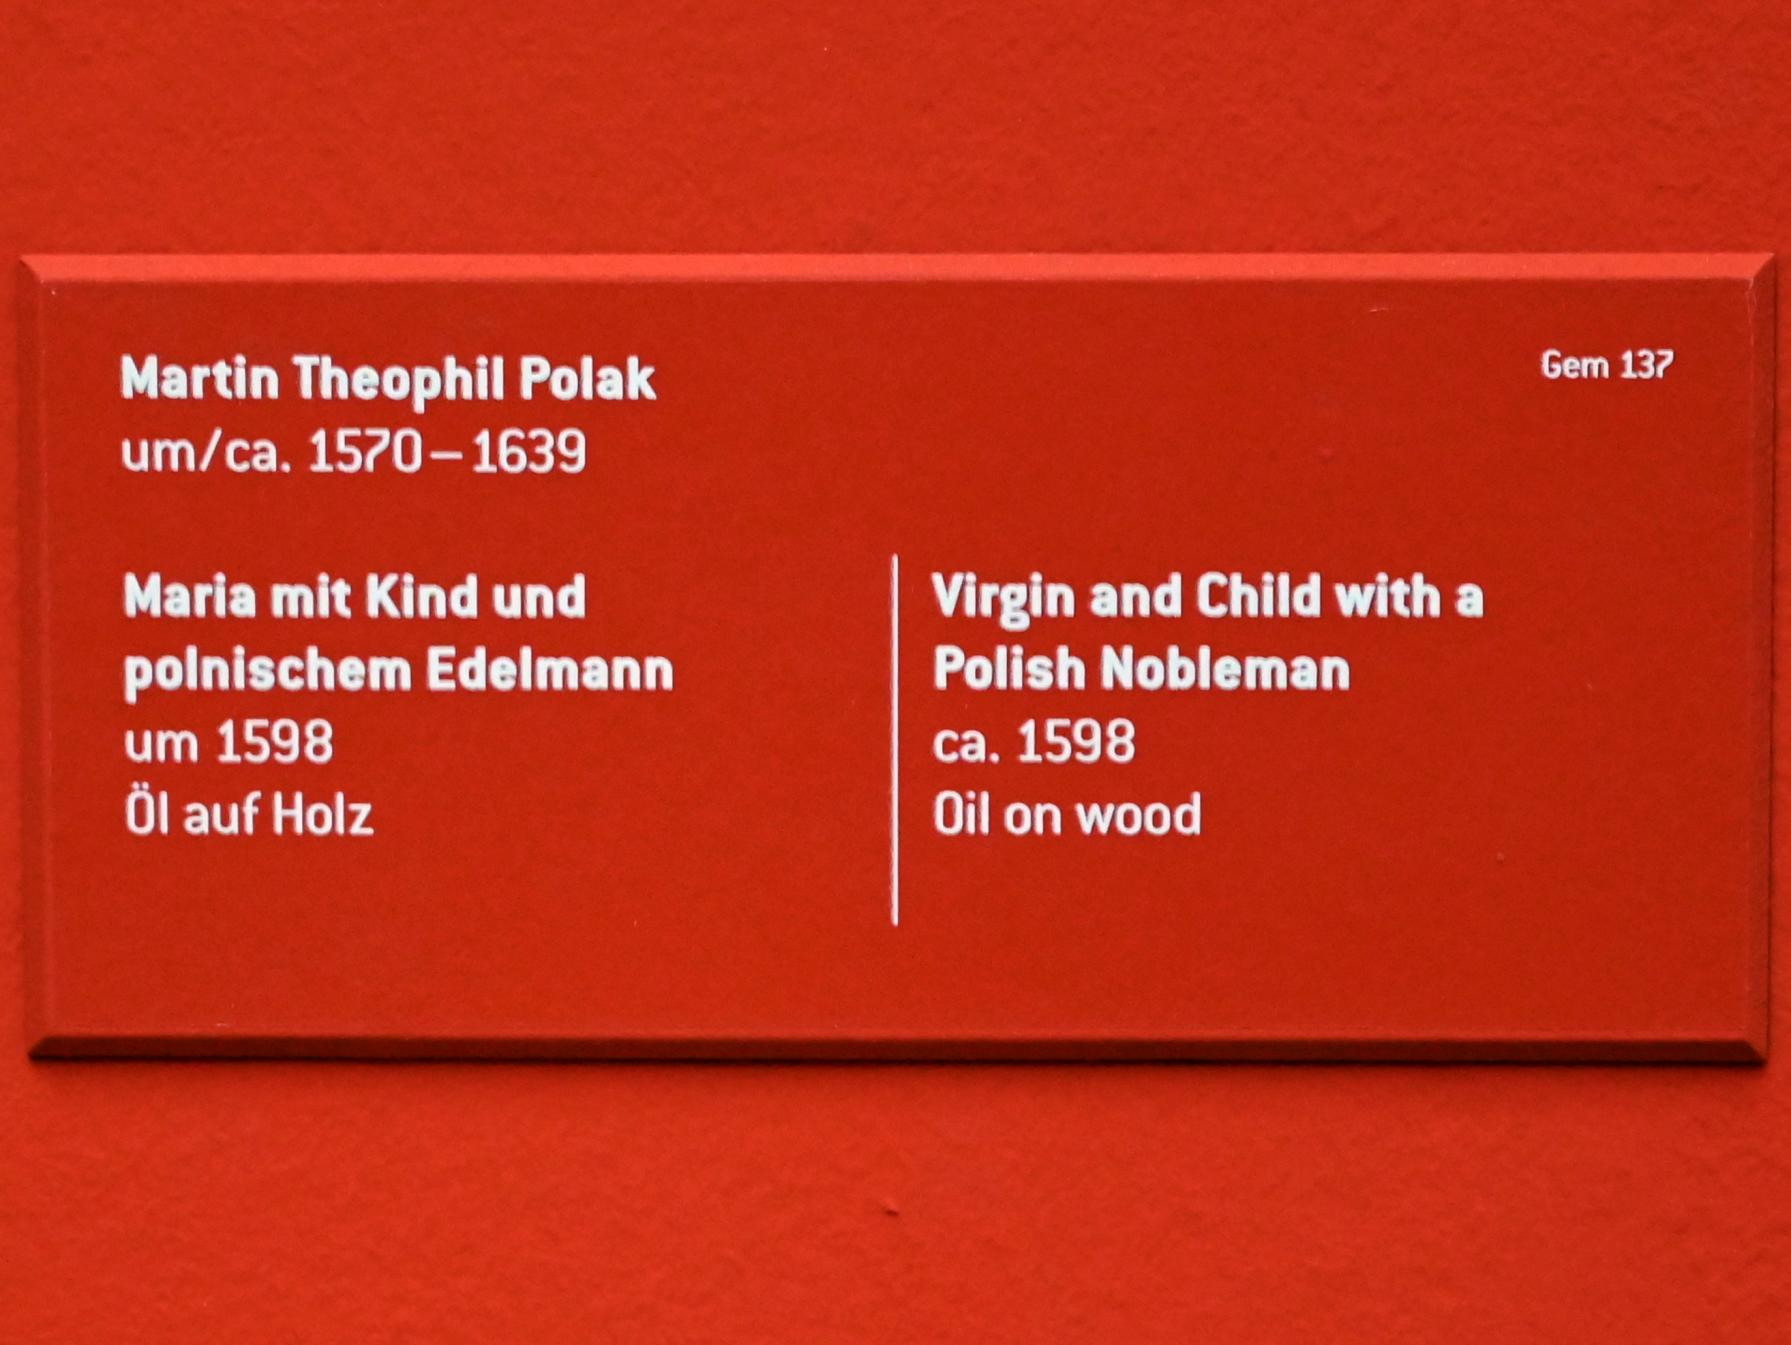 Martin Theophil Polak
um/ca. 1570 – 1639
Gem 137
Maria mit Kind und
polnischem Edelmann
um 1598
Öl auf Holz
Virgin and Child with a
Polish Nobleman
ca. 1598
Oil on wood